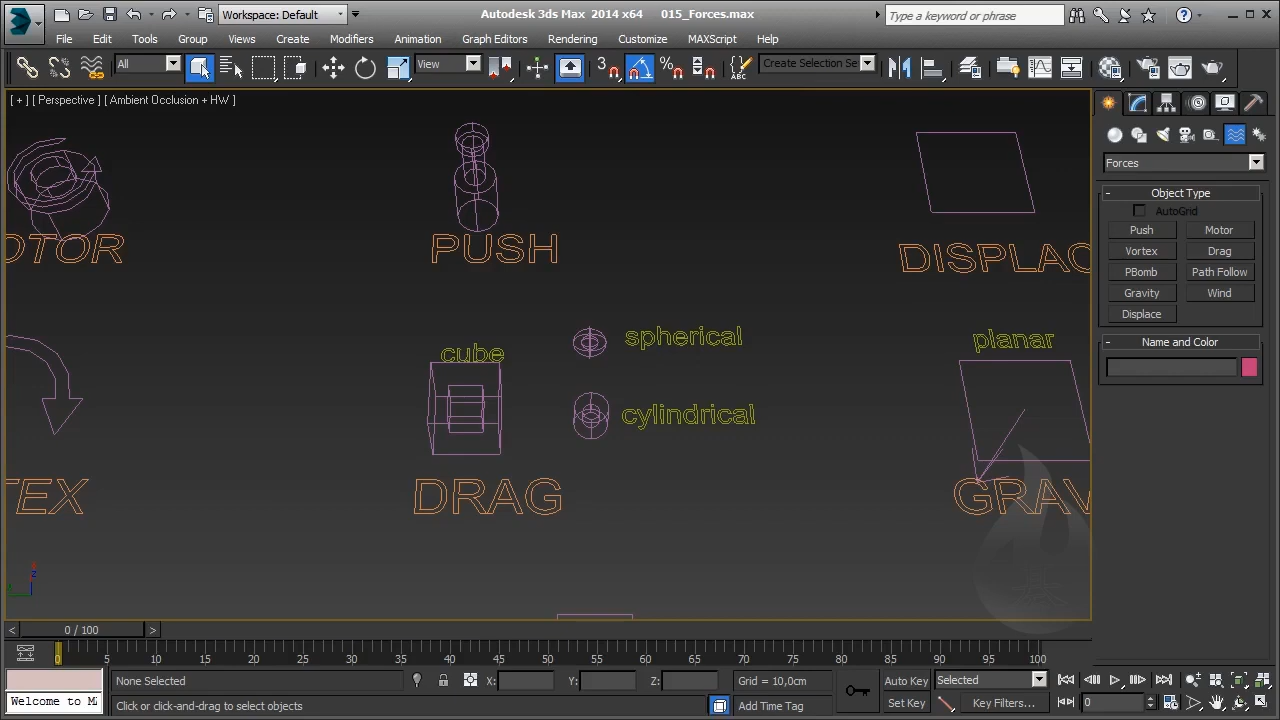 Workspace: Default
Autodesk 3ds Max 2014 x64 015_Forces.max
Type a keyword or phrase
File Edit Tools Group Views Create Modifiers Animation Graph Editors Rendering Customize MAXScript Help
All
View
3
%
ABC
Create Selection Se
[ + ] [ Perspective ] [ Ambient Occlusion + HW ]
OTOR
PUSH
DISPLAC
cube
spherical
cylindrical
planar
TEX
DRAG
GRAV
z
Forces
Object Type
AutoGrid
Push Motor
Vortex Drag
PBomb Path Follow
Gravity Wind
Displace
Name and Color
0 / 100
0 5 10 15 20 25 30 35 40 45 50 55 60 65 70 75 80 85 90 95 100
None Selected X: Y: Z: Grid = 10,0cm Auto Key Selected
Welcome to M
Click or click-and-drag to select objects Add Time Tag Set Key Key Filters... 0